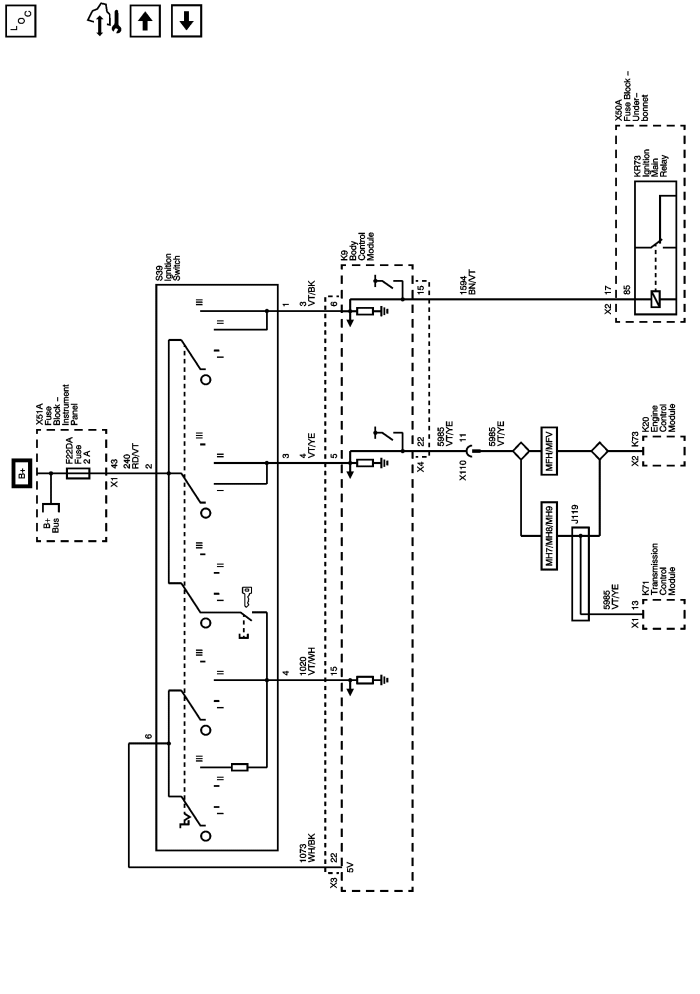 LOC
B+
X51A
Fuse
Block –
Instrument
Panel
F22DA
Fuse
2 A
B+
Bus
X1
43
240
RD/VT
2
S39
Ignition
Switch
III
II
I
O
III
II
I
O
III
II
I
O
III
II
I
O
III
II
I
O
6
4
3
1
1073
WH/BK
1020
VT/WH
4
VT/YE
3
VT/BK
X3
22
15
5
6
5V
K9
Body
Control
Module
X4
22
15
5985
VT/YE
1594
BN/VT
X110
11
5985
VT/YE
MFH/MFV
MH7/MH8/MH9
J119
5985
VT/YE
X1
13
K71
Transmission
Control
Module
X2
K73
K20
Engine
Control
Module
X2
17
85
X50A
Fuse Block –
Under–
bonnet
KR73
Ignition
Main
Relay